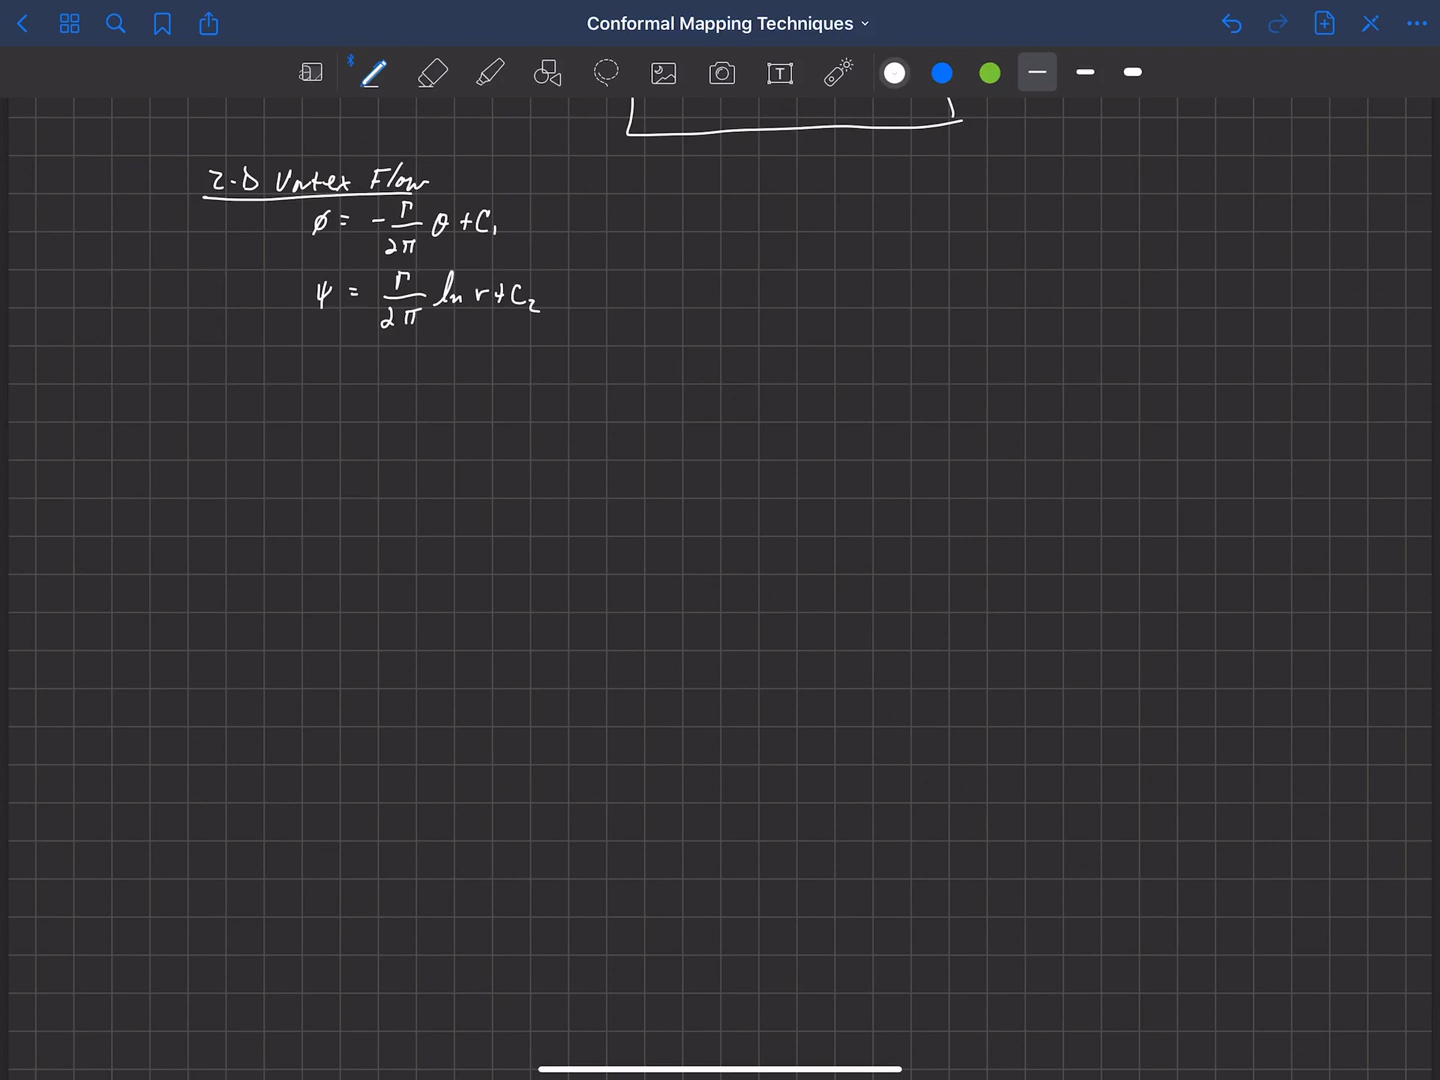 Conformal Mapping Techniques
T
2-D Vortex Flow
φ = -Γ/2π θ + C₁
ψ = Γ/2π ln r + C₂